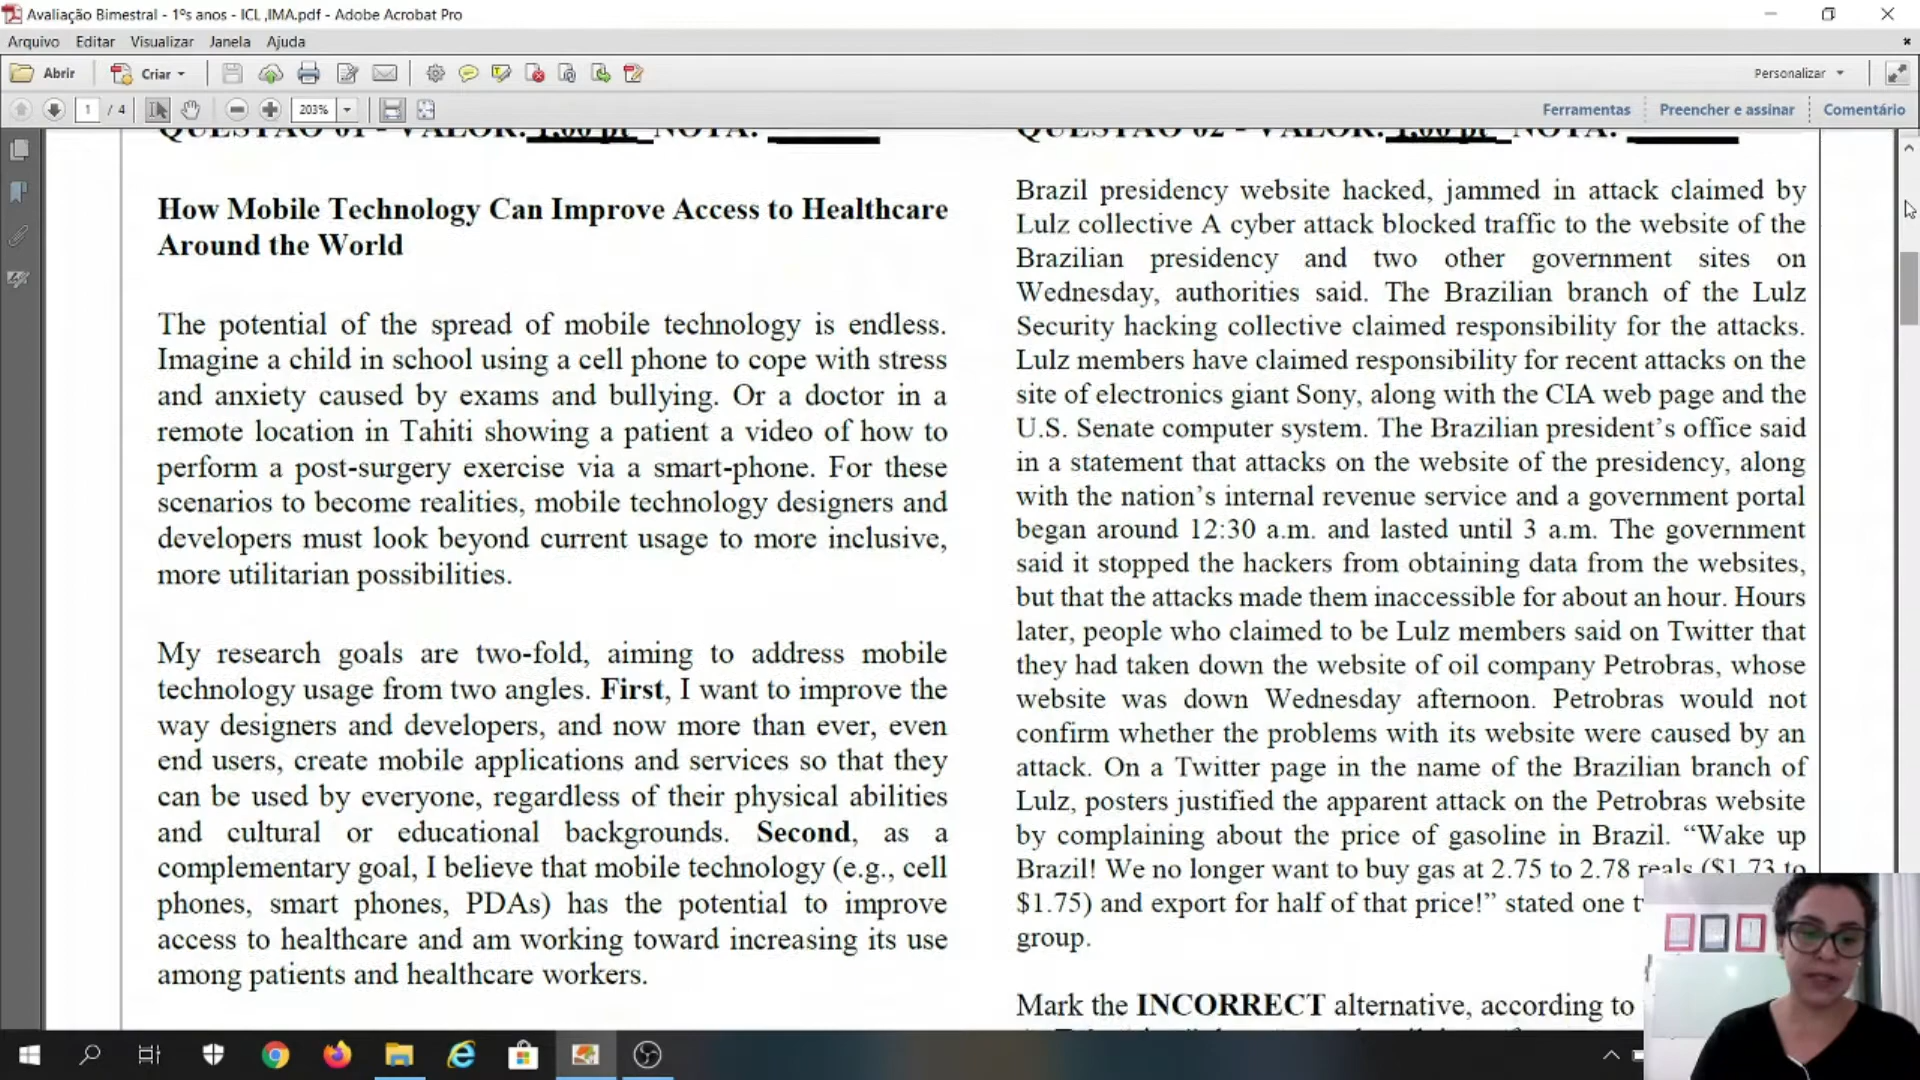 Avaliação Bimestral - 1ºs anos - ICL ,IMA.pdf - Adobe Acrobat Pro
Arquivo Editar Visualizar Janela Ajuda
Abrir Criar Personalizar
1 / 4 203% Ferramentas Preencher e assinar Comentário
QUESTÃO 01 - VALOR: 1,00 pt NOTA:
How Mobile Technology Can Improve Access to Healthcare
Around the World
The potential of the spread of mobile technology is endless.
Imagine a child in school using a cell phone to cope with stress
and anxiety caused by exams and bullying. Or a doctor in a
remote location in Tahiti showing a patient a video of how to
perform a post-surgery exercise via a smart-phone. For these
scenarios to become realities, mobile technology designers and
developers must look beyond current usage to more inclusive,
more utilitarian possibilities.
My research goals are two-fold, aiming to address mobile
technology usage from two angles. First, I want to improve the
way designers and developers, and now more than ever, even
end users, create mobile applications and services so that they
can be used by everyone, regardless of their physical abilities
and cultural or educational backgrounds. Second, as a
complementary goal, I believe that mobile technology (e.g., cell
phones, smart phones, PDAs) has the potential to improve
access to healthcare and am working toward increasing its use
among patients and healthcare workers.
QUESTÃO 02 - VALOR: 1,00 pt NOTA:
Brazil presidency website hacked, jammed in attack claimed by
Lulz collective A cyber attack blocked traffic to the website of the
Brazilian presidency and two other government sites on
Wednesday, authorities said. The Brazilian branch of the Lulz
Security hacking collective claimed responsibility for the attacks.
Lulz members have claimed responsibility for recent attacks on the
site of electronics giant Sony, along with the CIA web page and the
U.S. Senate computer system. The Brazilian president's office said
in a statement that attacks on the website of the presidency, along
with the nation's internal revenue service and a government portal
began around 12:30 a.m. and lasted until 3 a.m. The government
said it stopped the hackers from obtaining data from the websites,
but that the attacks made them inaccessible for about an hour. Hours
later, people who claimed to be Lulz members said on Twitter that
they had taken down the website of oil company Petrobras, whose
website was down Wednesday afternoon. Petrobras would not
confirm whether the problems with its website were caused by an
attack. On a Twitter page in the name of the Brazilian branch of
Lulz, posters justified the apparent attack on the Petrobras website
by complaining about the price of gasoline in Brazil. “Wake up
Brazil! We no longer want to buy gas at 2.75 to 2.78 reals ($1.73 to
$1.75) and export for half of that price!” stated one
group.
Mark the INCORRECT alternative, according to